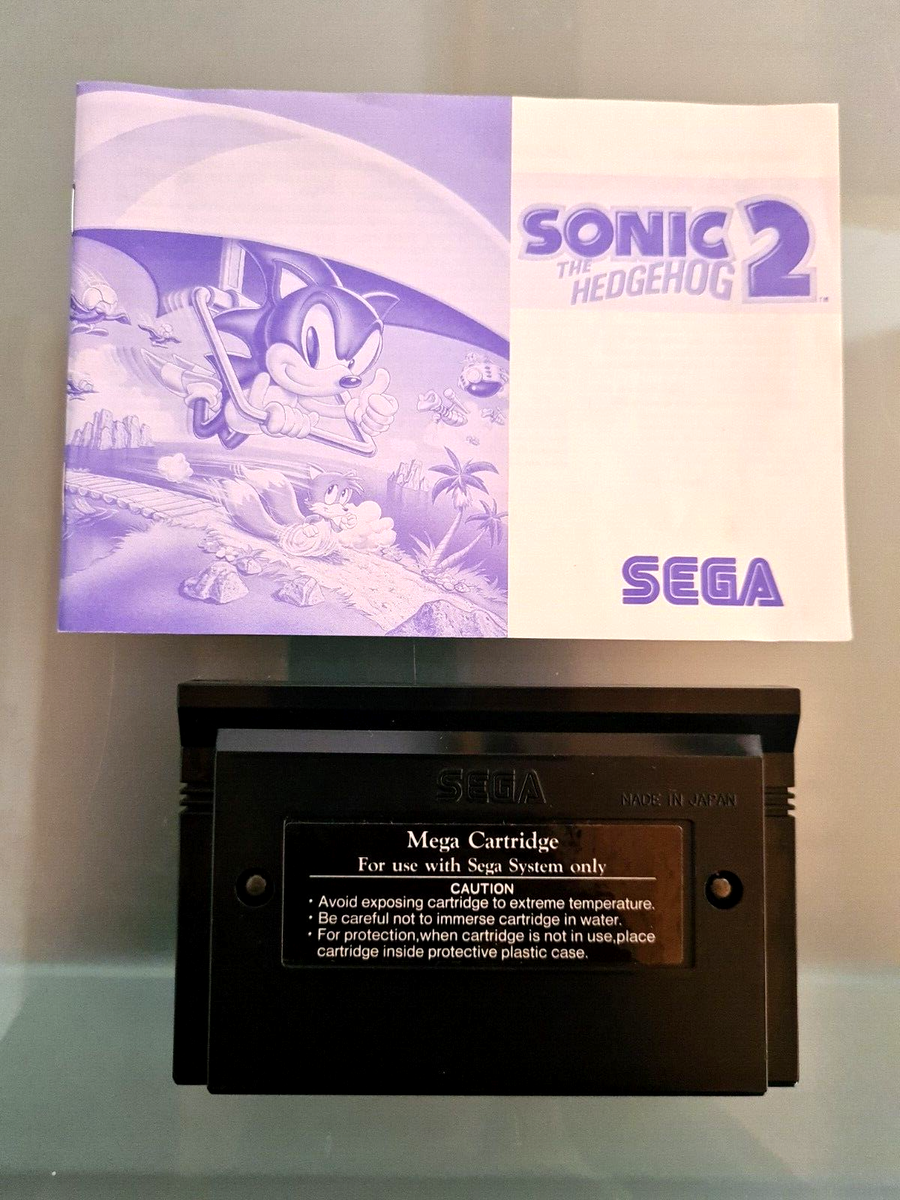 SONIC
THE
HEDGEHOG
2
™
SEGA
SEGA
MADE IN JAPAN
Mega Cartridge
For use with Sega System only
CAUTION
· Avoid exposing cartridge to extreme temperature.
· Be careful not to immerse cartridge in water.
· For protection,when cartridge is not in use,place
cartridge inside protective plastic case.